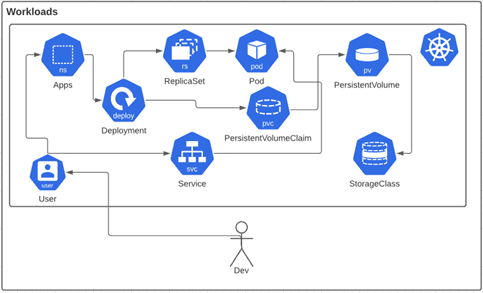 Workloads
ns
Apps
rs
ReplicaSet
pod
Pod
pv
PersistentVolume
deploy
Deployment
pvc
PersistentVolumeClaim
svc
Service
StorageClass
user
User
Dev